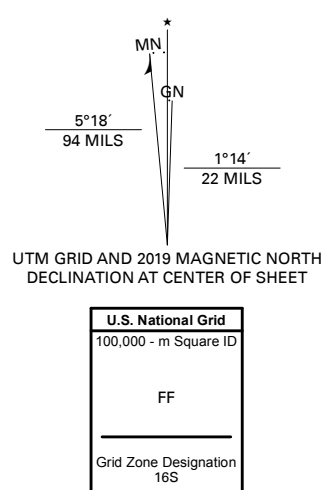 ★
MN
GN
5°18´
94 MILS
1°14´
22 MILS
UTM GRID AND 2019 MAGNETIC NORTH
DECLINATION AT CENTER OF SHEET
U.S. National Grid
100,000 - m Square ID
FF
Grid Zone Designation
16S